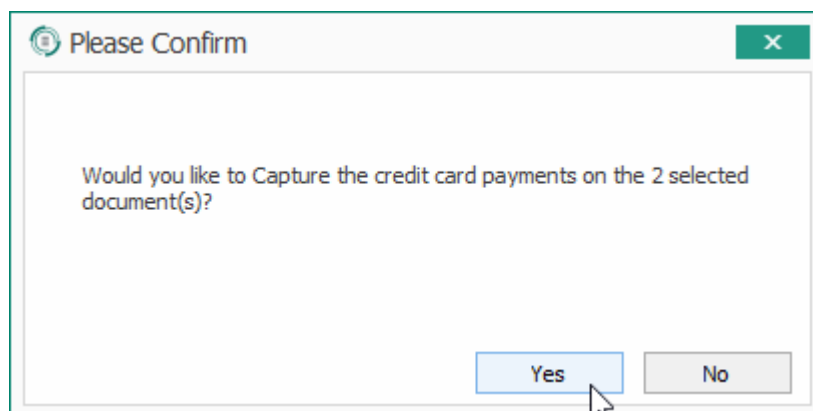 Please Confirm
Would you like to Capture the credit card payments on the 2 selected
document(s)?
Yes
No